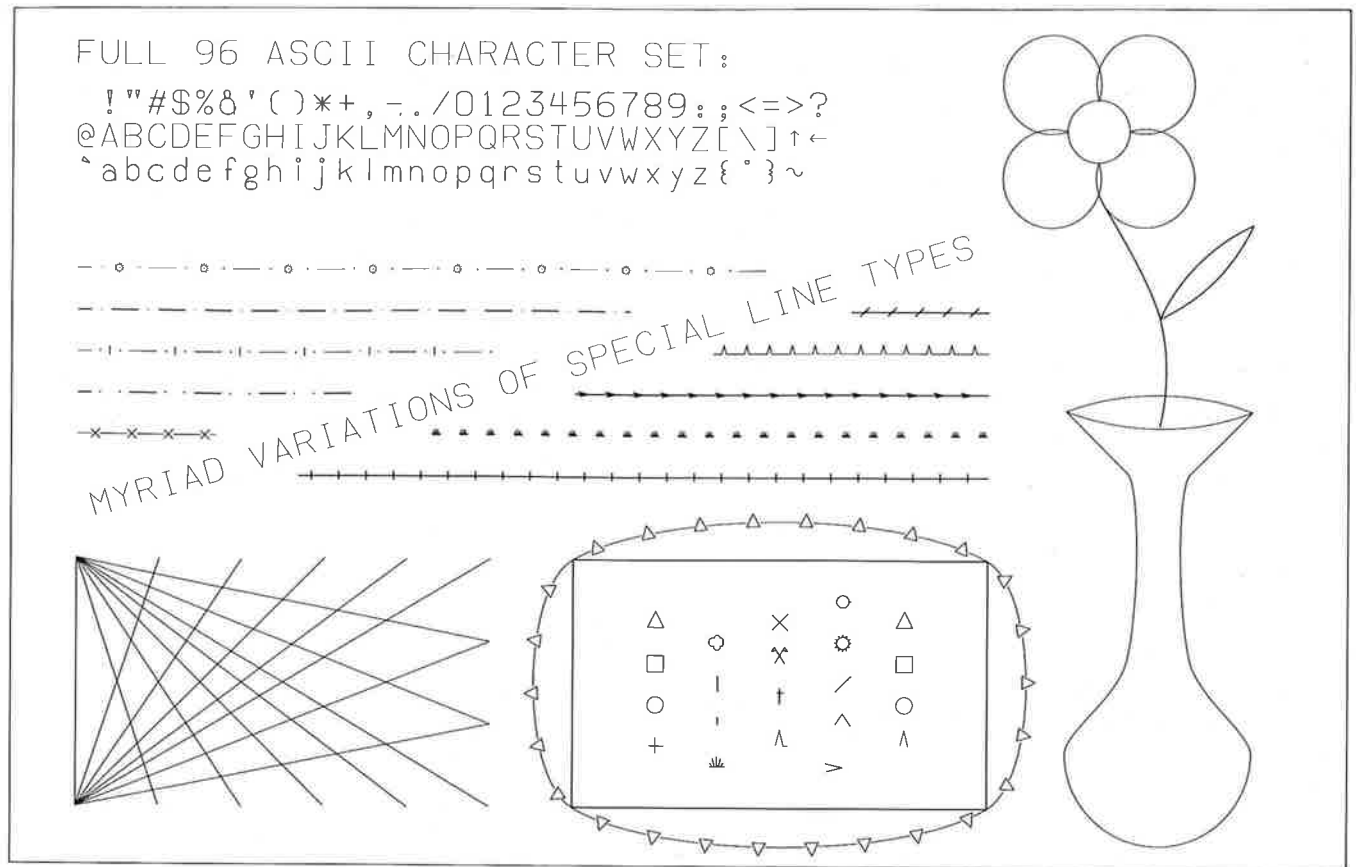 FULL 96 ASCII CHARACTER SET:
!"#$%&'()*+,-./0123456789:;<=>?
@ABCDEFGHIJKLMNOPQRSTUVWXYZ[\]↑←
`abcdefghijklmnopqrstuvwxyz{°}~
MYRIAD VARIATIONS OF SPECIAL LINE TYPES